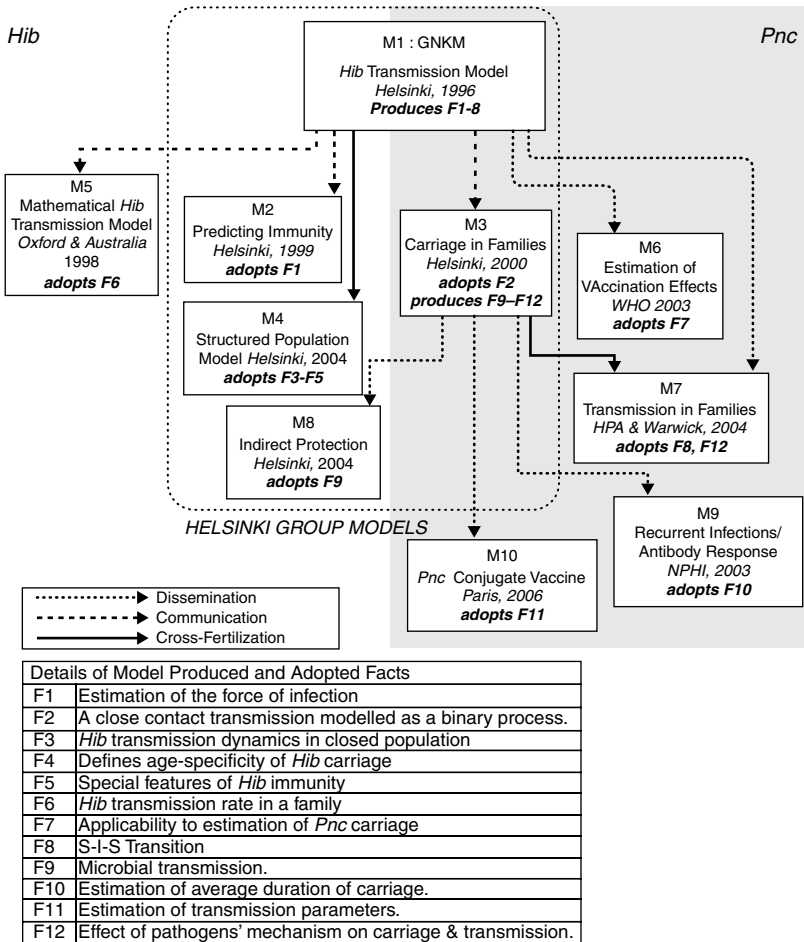 Hib
Pnc
M1 : GNKM
Hib Transmission Model
Helsinki, 1996
Produces F1-8
M5
Mathematical Hib
Transmission Model
Oxford & Australia
1998
adopts F6
M2
Predicting Immunity
Helsinki, 1999
adopts F1
M3
Carriage in Families
Helsinki, 2000
adopts F2
produces F9–F12
M6
Estimation of
VAccination Effects
WHO 2003
adopts F7
M4
Structured Population
Model Helsinki, 2004
adopts F3-F5
M7
Transmission in Families
HPA & Warwick, 2004
adopts F8, F12
M8
Indirect Protection
Helsinki, 2004
adopts F9
HELSINKI GROUP MODELS
M9
Recurrent Infections/
Antibody Response
NPHI, 2003
adopts F10
M10
Pnc Conjugate Vaccine
Paris, 2006
adopts F11
Dissemination
Communication
Cross-Fertilization
Details of Model Produced and Adopted Facts
F1 Estimation of the force of infection
F2 A close contact transmission modelled as a binary process.
F3 Hib transmission dynamics in closed population
F4 Defines age-specificity of Hib carriage
F5 Special features of Hib immunity
F6 Hib transmission rate in a family
F7 Applicability to estimation of Pnc carriage
F8 S-I-S Transition
F9 Microbial transmission.
F10 Estimation of average duration of carriage.
F11 Estimation of transmission parameters.
F12 Effect of pathogens' mechanism on carriage & transmission.